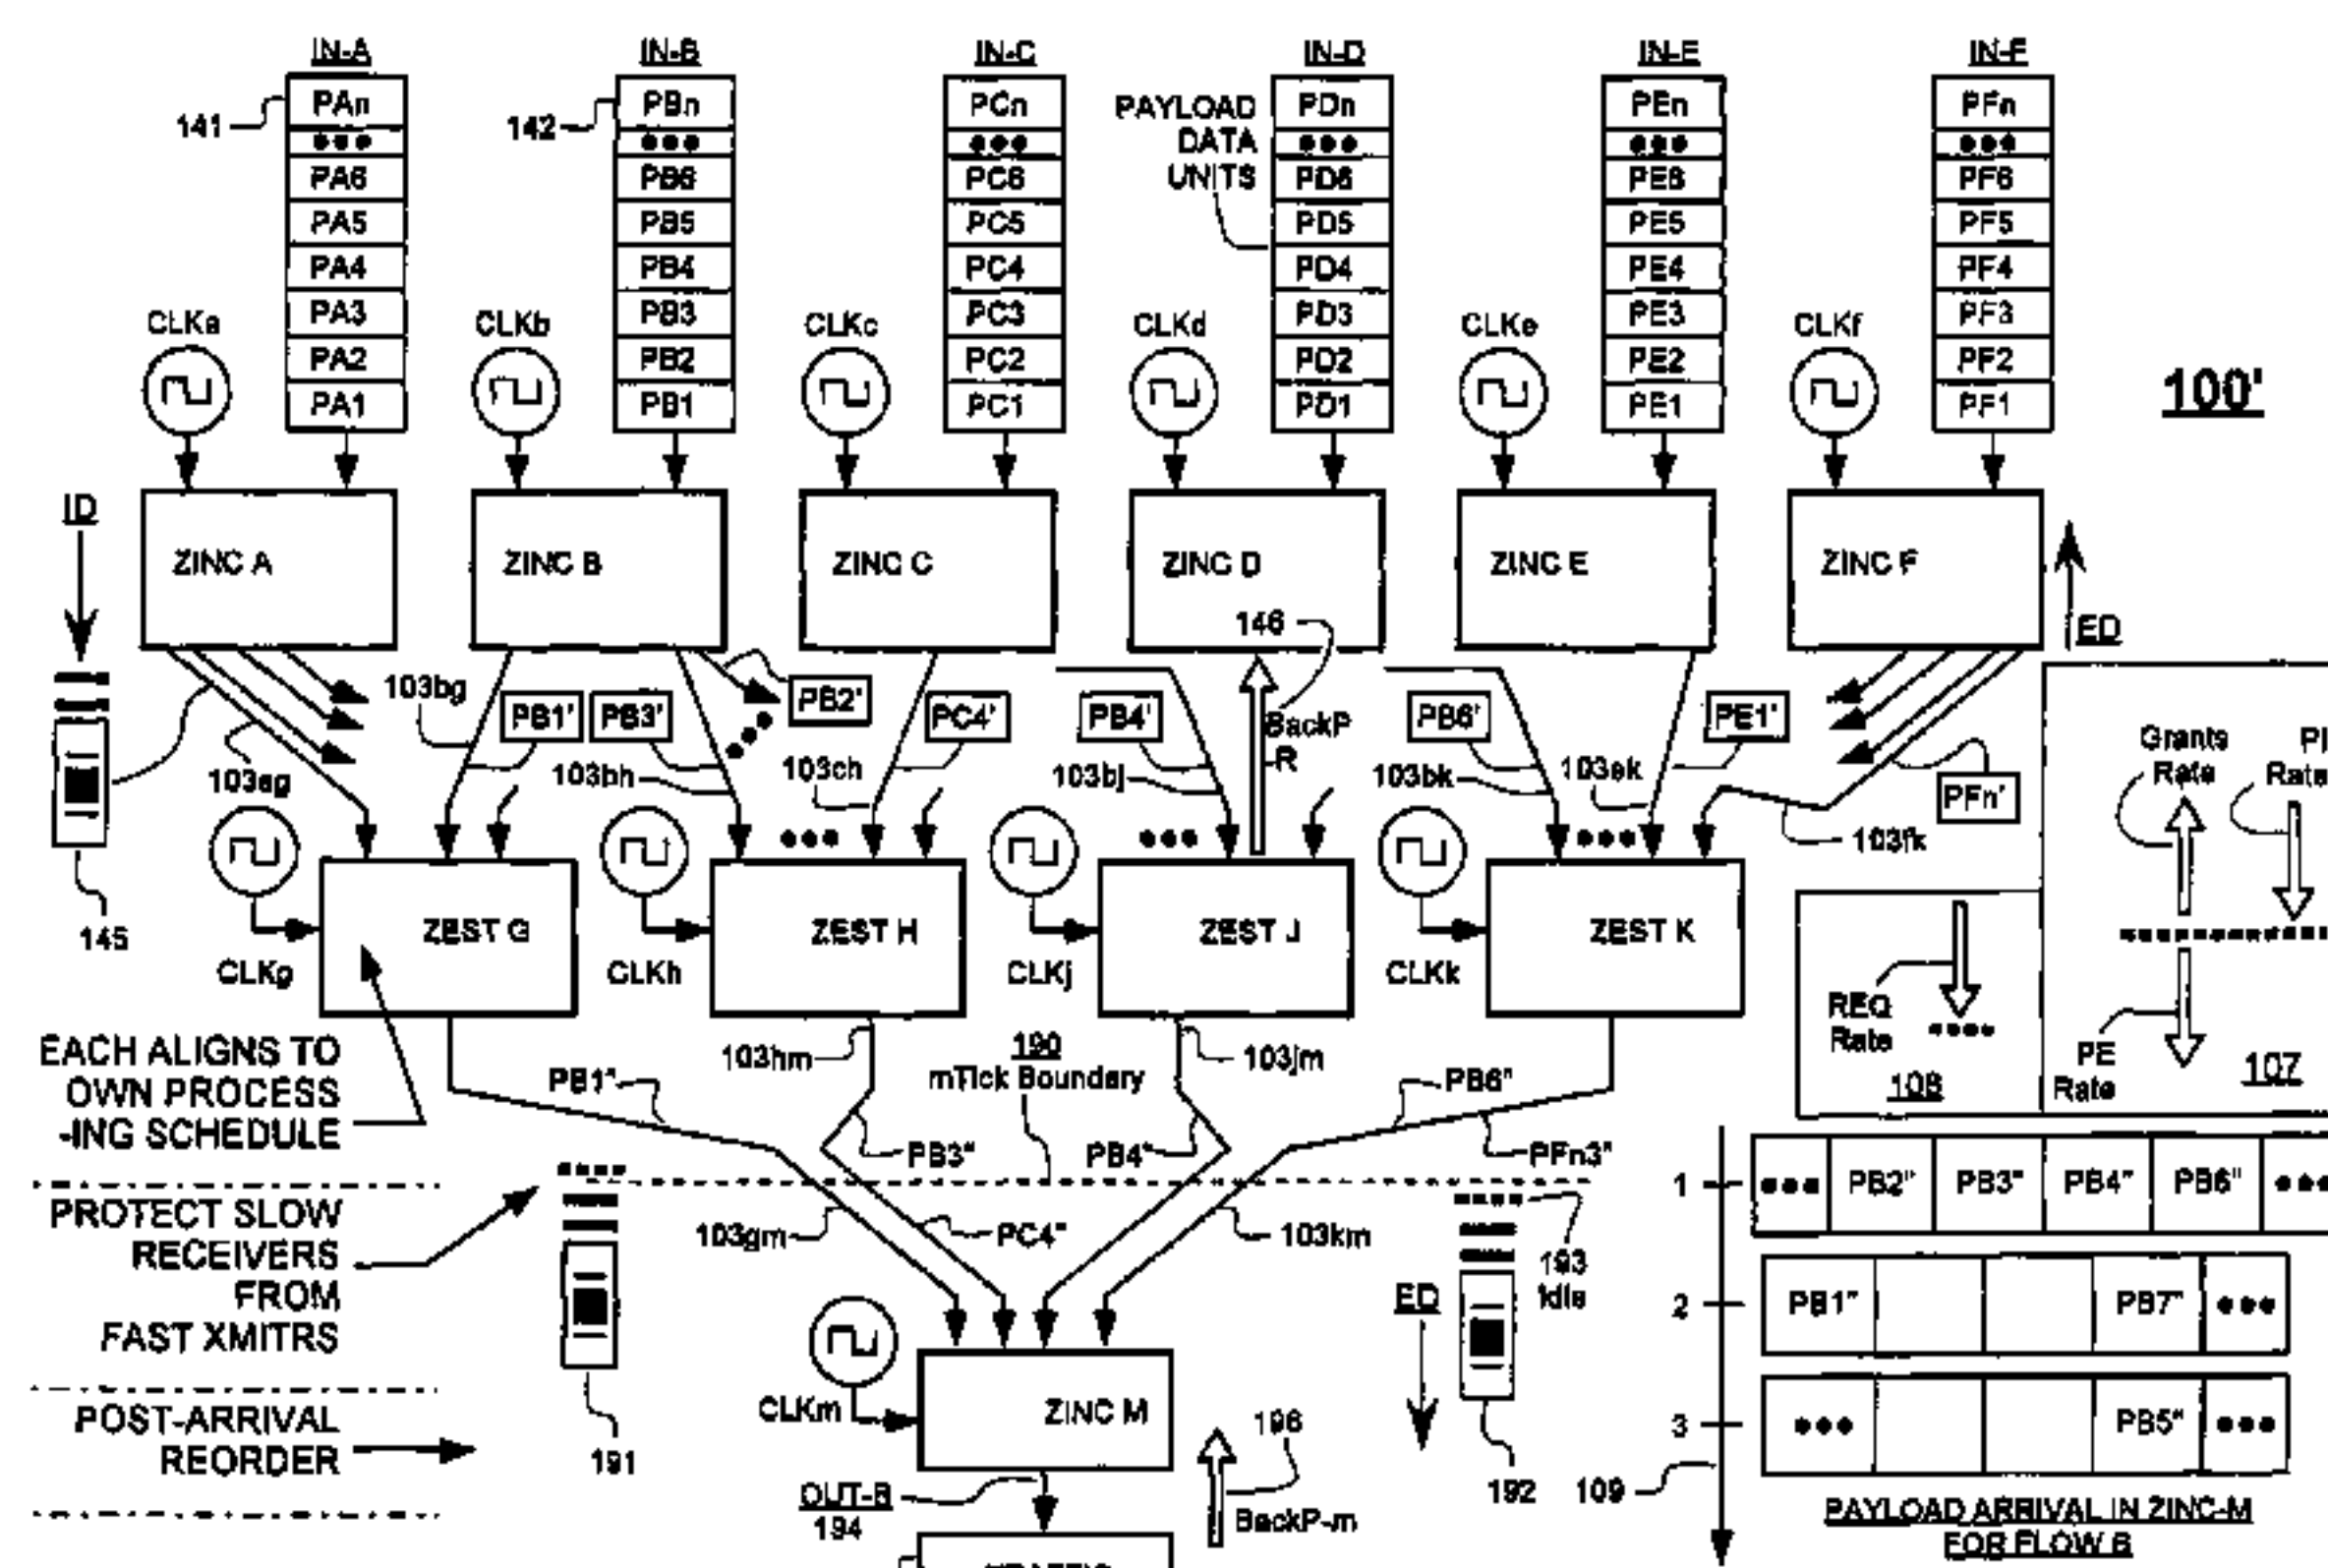 IN-A
IN-B
IN-C
IN-D
IN-E
IN-F
141
PAn
PA6
PA5
PA4
PA3
PA2
PA1
142
PBn
PB6
PB5
PB4
PB3
PB2
PB1
PCn
PC6
PC5
PC4
PC3
PC2
PC1
PAYLOAD
DATA
UNITS
PDn
PD6
PD5
PD4
PD3
PD2
PD1
PEn
PE6
PE5
PE4
PE3
PE2
PE1
PFn
PF6
PF5
PF4
PF3
PF2
PF1
CLKa
CLKb
CLKc
CLKd
CLKe
CLKf
100'
ID
ZINC A
ZINC B
ZINC C
ZINC D
ZINC E
ZINC F
146
ED
103bg
PB1'
PB3'
PB2'
PC4'
PB4'
BackP
-R
PB6'
PE1'
103ag
103bh
103ch
103bj
103bk
103ek
PFn'
103fk
145
CLKg
ZEST G
CLKh
ZEST H
CLKj
ZEST J
CLKk
ZEST K
Grants
Rate
REQ
Rate
108
PE
Rate
107
EACH ALIGNS TO
OWN PROCESS
-ING SCHEDULE
PB1"
103hm
190
mTick Boundary
103jm
PB6"
PB3"
PB4"
PFn3"
PROTECT SLOW
RECEIVERS
FROM
FAST XMITRS
103gm
PC4"
103km
193
Idle
ED
191
192
CLKm
ZINC M
POST-ARRIVAL
REORDER
OUT-B
194
196
BackP-m
109
1
PB2"
PB3"
PB4"
PB6"
2
PB1"
PB7"
3
PB5"
PAYLOAD ARRIVAL IN ZINC-M
FOR FLOW B